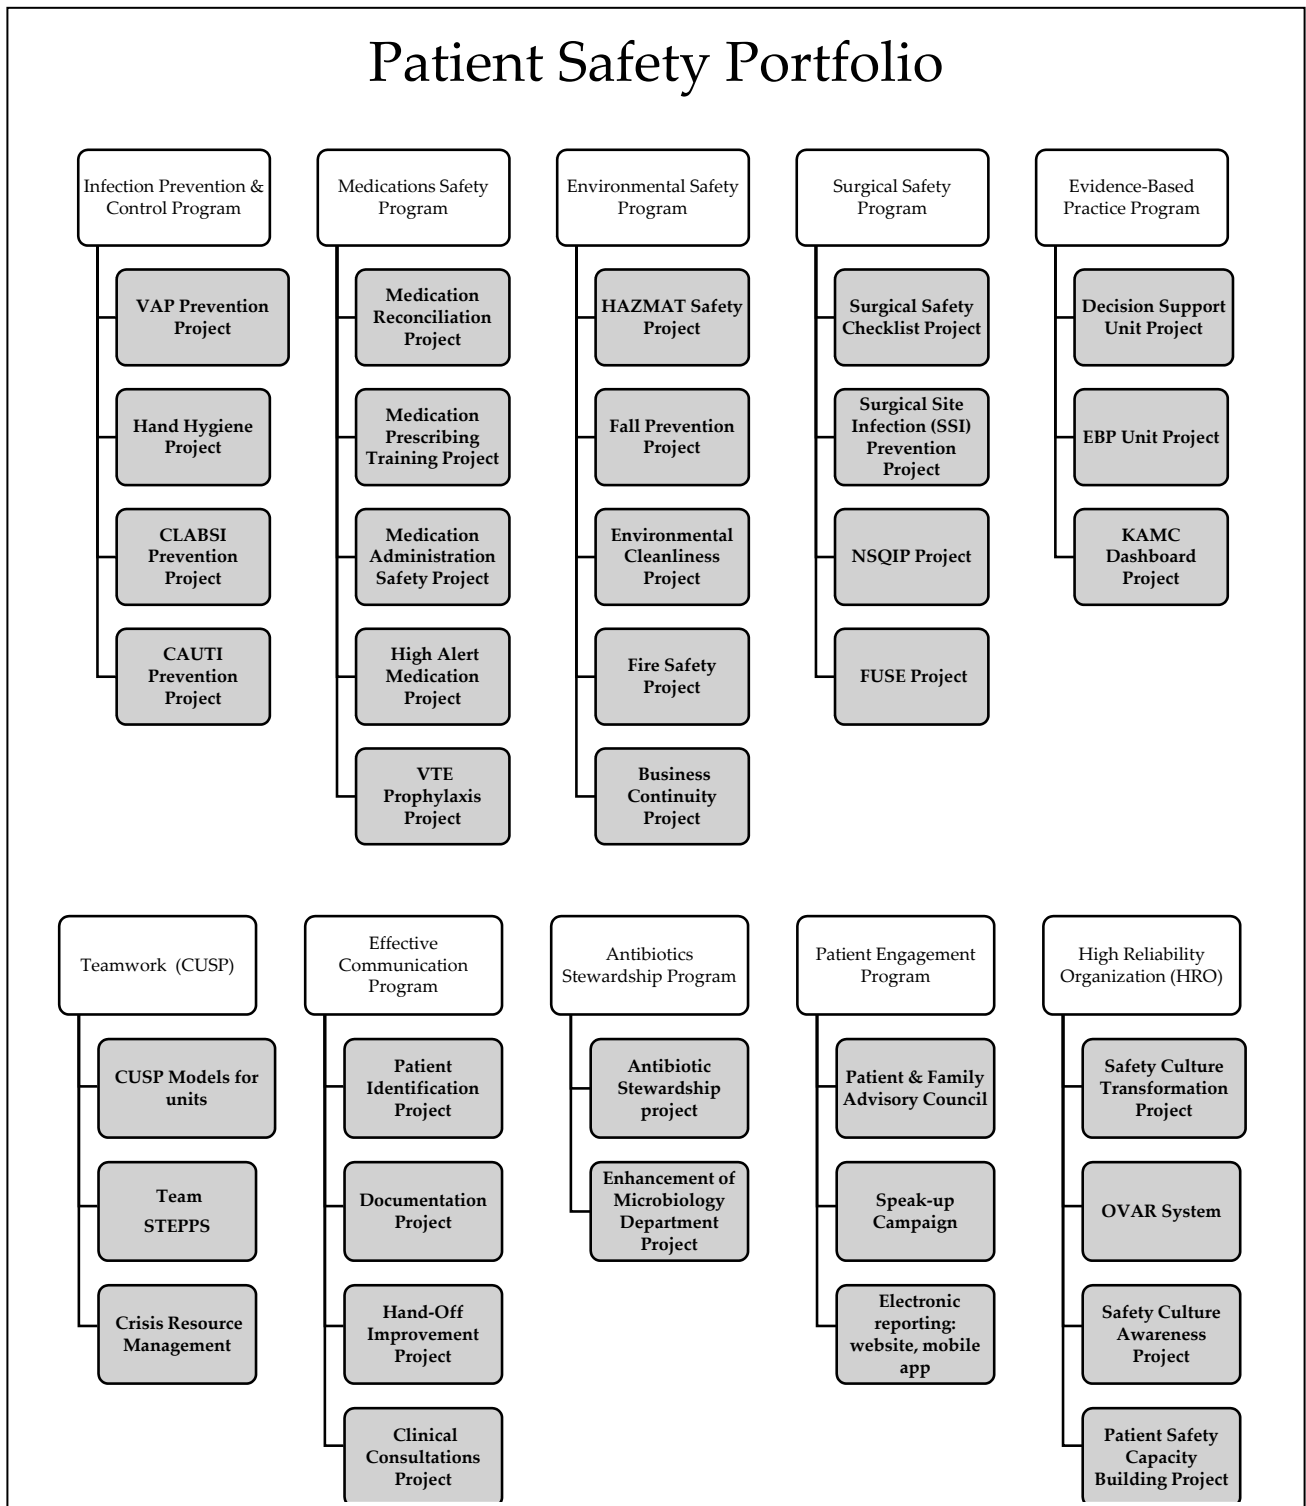 Patient Safety Portfolio
Infection Prevention &
Control Program
VAP Prevention
Project
Hand Hygiene
Project
CLABSI
Prevention
Project
CAUTI
Prevention
Project
Medications Safety
Program
Medication
Reconciliation
Project
Medication
Prescribing
Training Project
Medication
Administration
Safety Project
High Alert
Medication
Project
VTE
Prophylaxis
Project
Environmental Safety
Program
HAZMAT Safety
Project
Fall Prevention
Project
Environmental
Cleanliness
Project
Fire Safety
Project
Business
Continuity
Project
Surgical Safety
Program
Surgical Safety
Checklist Project
Surgical Site
Infection (SSI)
Prevention
Project
NSQIP Project
FUSE Project
Evidence-Based
Practice Program
Decision Support
Unit Project
EBP Unit Project
KAMC
Dashboard
Project
Teamwork (CUSP)
CUSP Models for
units
Team
STEPPS
Crisis Resource
Management
Effective
Communication
Program
Patient
Identification
Project
Documentation
Project
Hand-Off
Improvement
Project
Clinical
Consultations
Project
Antibiotics
Stewardship Program
Antibiotic
Stewardship
project
Enhancement of
Microbiology
Department
Project
Patient Engagement
Program
Patient & Family
Advisory Council
Speak-up
Campaign
Electronic
reporting:
website, mobile
app
High Reliability
Organization (HRO)
Safety Culture
Transformation
Project
OVAR System
Safety Culture
Awareness
Project
Patient Safety
Capacity
Building Project